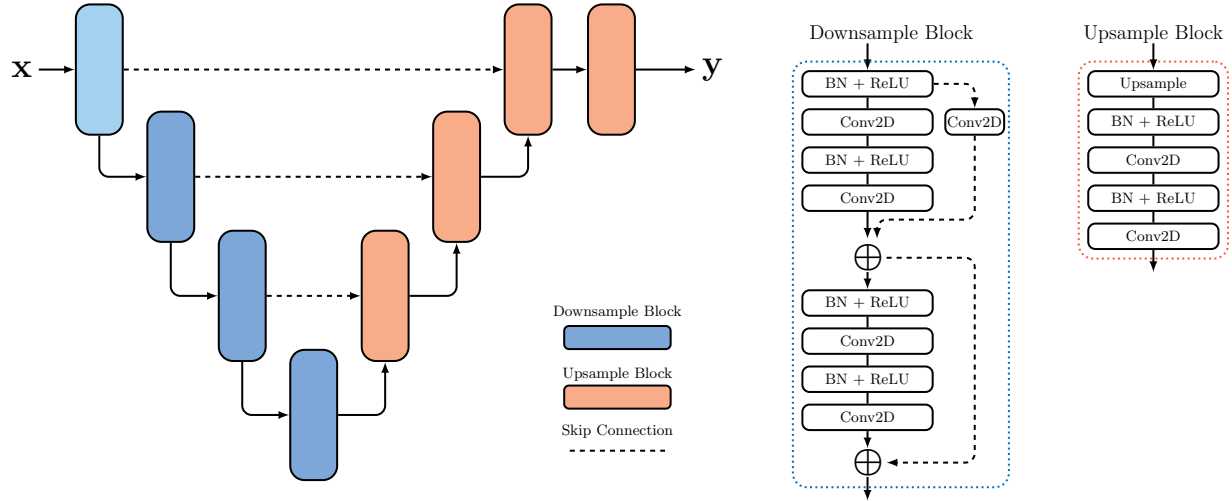 x
y
Downsample Block
Upsample Block
Skip Connection
Downsample Block
BN + ReLU
Conv2D
Conv2D
BN + ReLU
Conv2D
BN + ReLU
Conv2D
BN + ReLU
Conv2D
Upsample Block
Upsample
BN + ReLU
Conv2D
BN + ReLU
Conv2D